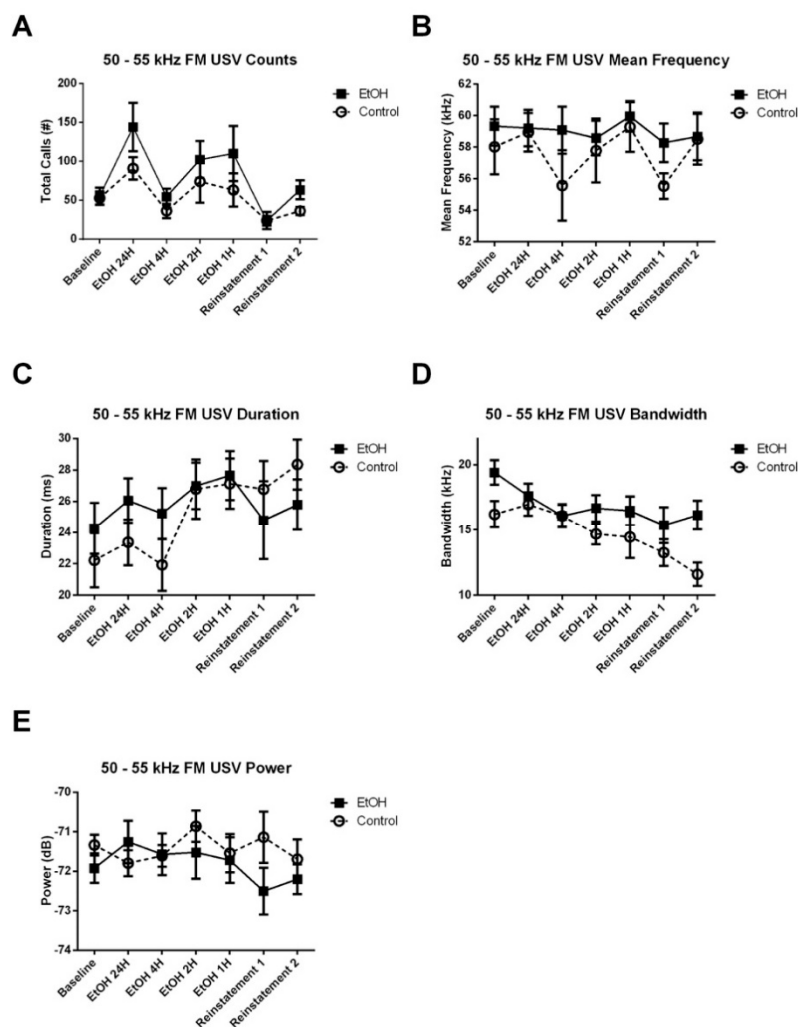 A
50 - 55 kHz FM USV Counts
EtOH
Control
Total Calls (#)
200
150
100
50
0
Baseline
EtOH 24H
EtOH 4H
EtOH 2H
EtOH 1H
Reinstatement 1
Reinstatement 2
B
50 - 55 kHz FM USV Mean Frequency
EtOH
Control
Mean Frequency (kHz)
62
60
58
56
54
52
Baseline
EtOH 24H
EtOH 4H
EtOH 2H
EtOH 1H
Reinstatement 1
Reinstatement 2
C
50 - 55 kHz FM USV Duration
EtOH
Control
Duration (ms)
30
28
26
24
22
20
Baseline
EtOH 24H
EtOH 4H
EtOH 2H
EtOH 1H
Reinstatement 1
Reinstatement 2
D
50 - 55 kHz FM USV Bandwidth
EtOH
Control
Bandwidth (kHz)
20
15
10
Baseline
EtOH 24H
EtOH 4H
EtOH 2H
EtOH 1H
Reinstatement 1
Reinstatement 2
E
50 - 55 kHz FM USV Power
EtOH
Control
Power (dB)
-70
-71
-72
-73
-74
Baseline
EtOH 24H
EtOH 4H
EtOH 2H
EtOH 1H
Reinstatement 1
Reinstatement 2